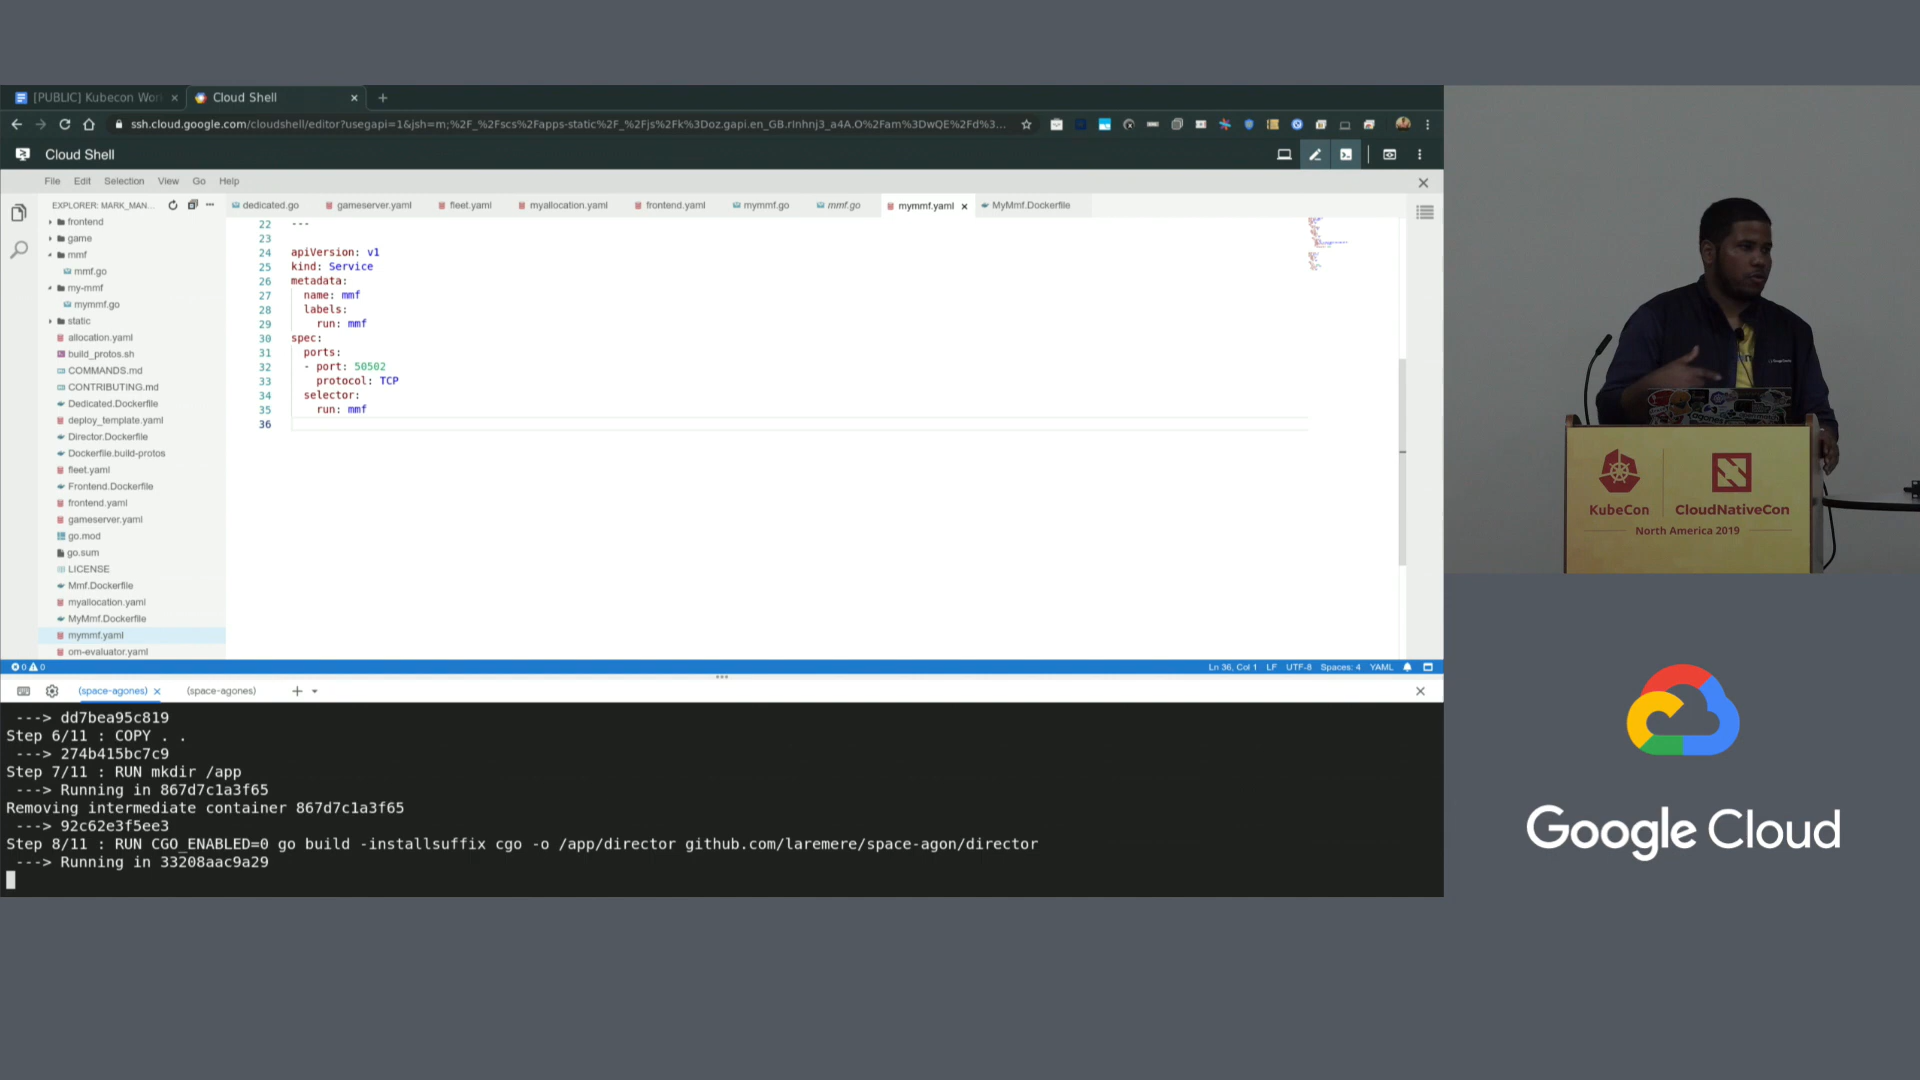 [PUBLIC] Kubecon Wor
Cloud Shell
ssh.cloud.google.com/cloudshell/editor?usegapi=1&jsh=m;%2F_%2Fscs%2Fapps-static%2F_%2Fjs%2Fk%3Doz.gapi.en_GB.rInhnj3_a4A.O%2Fam%3DwQE%2Fd%3...
Cloud Shell
File Edit Selection View Go Help
EXPLORER: MARK_MAN...
frontend
game
mmf
mmf.go
my-mmf
mymmf.go
static
allocation.yaml
build_protos.sh
COMMANDS.md
CONTRIBUTING.md
Dedicated.Dockerfile
deploy_template.yaml
Director.Dockerfile
Dockerfile.build-protos
fleet.yaml
Frontend.Dockerfile
frontend.yaml
gameserver.yaml
go.mod
go.sum
LICENSE
Mmf.Dockerfile
myallocation.yaml
MyMmf.Dockerfile
mymmf.yaml
om-evaluator.yaml
dedicated.go gameserver.yaml fleet.yaml myallocation.yaml frontend.yaml mymmf.go mmf.go mymmf.yaml MyMmf.Dockerfile
22 ---
23
24 apiVersion: v1
25 kind: Service
26 metadata:
27 name: mmf
28 labels:
29 run: mmf
30 spec:
31 ports:
32 - port: 50502
33 protocol: TCP
34 selector:
35 run: mmf
36
0 0
Ln 36, Col 1 LF UTF-8 Spaces: 4 YAML
(space-agones) (space-agones)
---> dd7bea95c819
Step 6/11 : COPY . .
---> 274b415bc7c9
Step 7/11 : RUN mkdir /app
---> Running in 867d7c1a3f65
Removing intermediate container 867d7c1a3f65
---> 92c62e3f5ee3
Step 8/11 : RUN CGO_ENABLED=0 go build -installsuffix cgo -o /app/director github.com/laremere/space-agon/director
---> Running in 33208aac9a29
KubeCon CloudNativeCon
North America 2019
Google Cloud